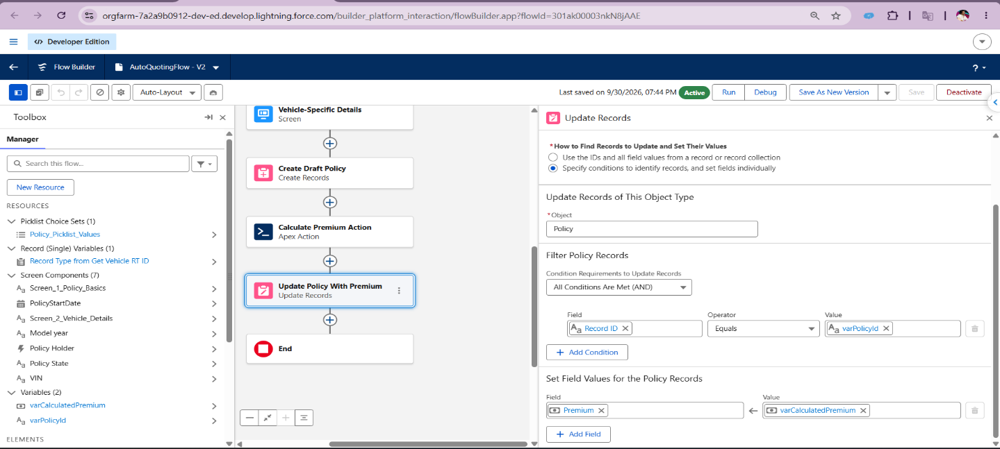 orgfarm-7a2a9b0912-dev-ed.develop.lightning.force.com/builder_platform_interaction/flowBuilder.app?flowId=301ak00003nkN8jAAE
Developer Edition
Flow Builder
AutoQuotingFlow - V2
?
Auto-Layout
Last saved on 9/30/2026, 07:44 PM
Active
Run
Debug
Save As New Version
Save
Deactivate
Toolbox
Manager
Search this flow...
New Resource
RESOURCES
Picklist Choice Sets (1)
Policy_Picklist_Values
Record (Single) Variables (1)
Record Type from Get Vehicle RT ID
Screen Components (7)
Aa Screen_1_Policy_Basics
PolicyStartDate
Aa Screen_2_Vehicle_Details
Aa Model year
Policy Holder
Aa Policy State
Aa VIN
Variables (2)
varCalculatedPremium
Aa varPolicyId
ELEMENTS
Vehicle-Specific Details
Screen
Create Draft Policy
Create Records
Calculate Premium Action
Apex Action
Update Policy With Premium
Update Records
End
Update Records
*How to Find Records to Update and Set Their Values
Use the IDs and all field values from a record or record collection
Specify conditions to identify records, and set fields individually
Update Records of This Object Type
*Object
Policy
Filter Policy Records
Condition Requirements to Update Records
All Conditions Are Met (AND)
Field Operator Value
Aa Record ID Equals Aa varPolicyId
+ Add Condition
Set Field Values for the Policy Records
Field Value
Premium varCalculatedPremium
+ Add Field